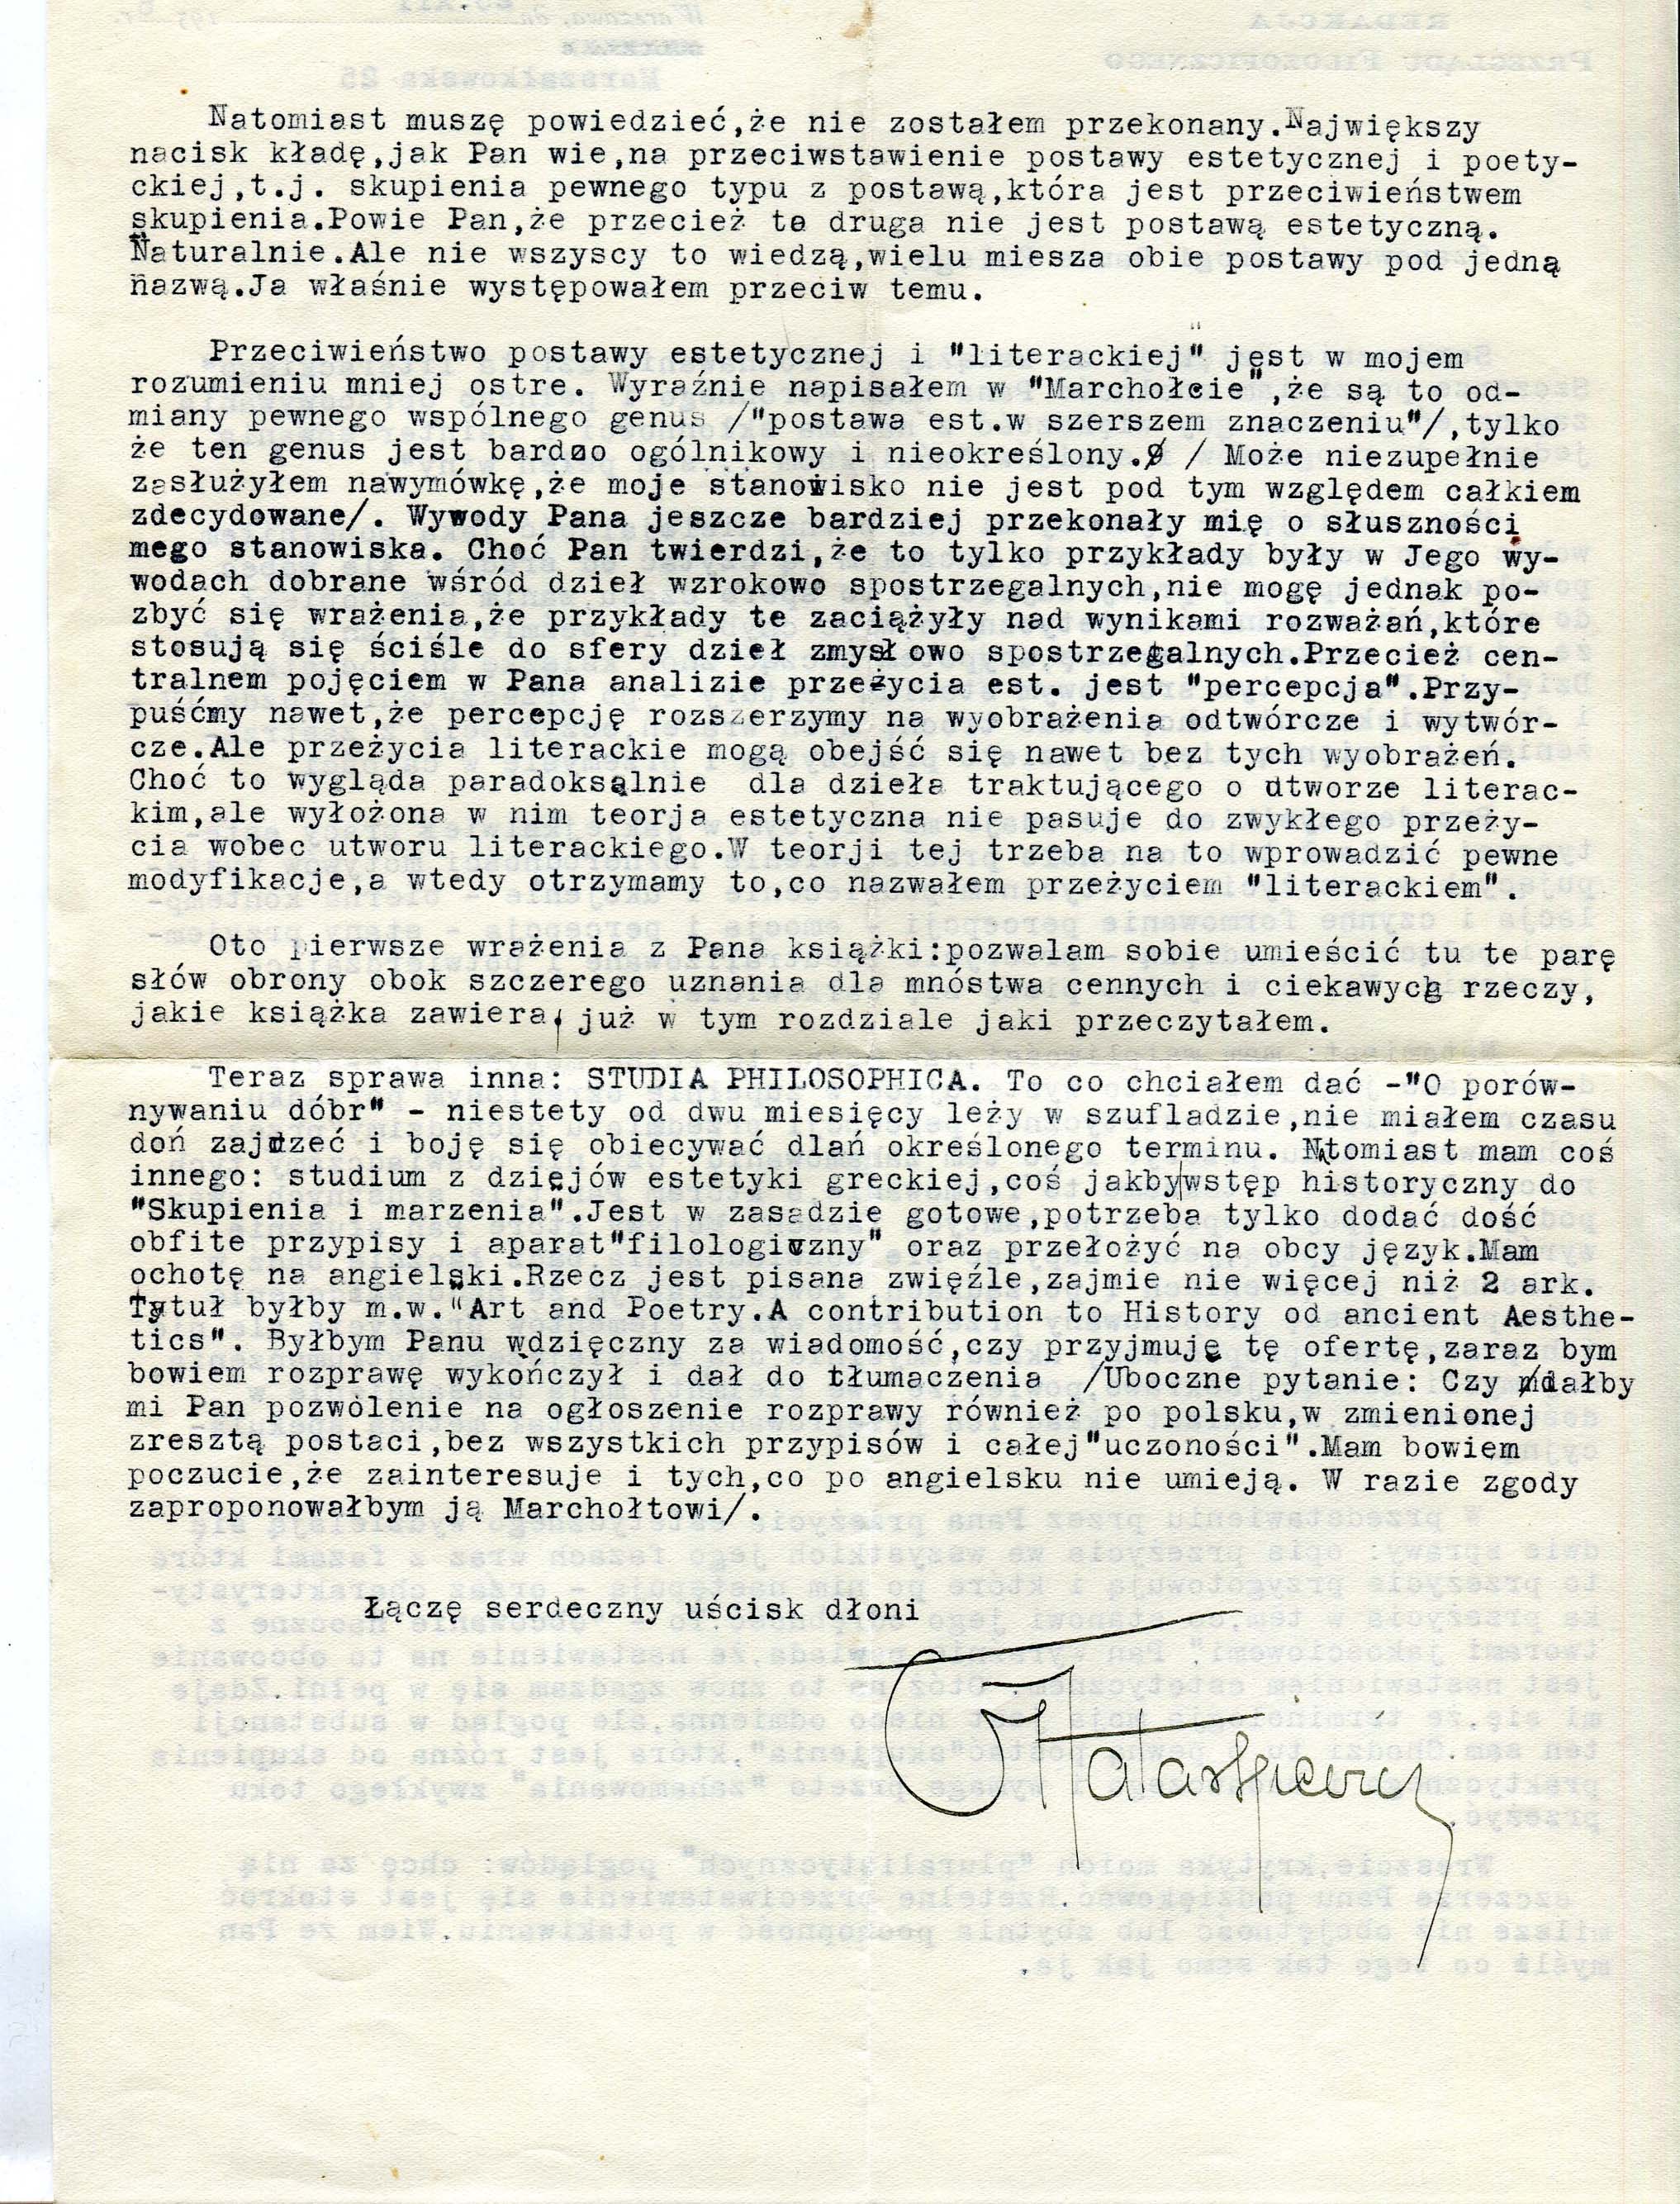 Natomiast muszę powiedzieć,że nie zostałem przekonany.Największy
nacisk kładę,jak Pan wie,na przeciwstawienie postawy estetycznej i poety-
ckiej,t.j. skupienia pewnego typu z postawą,która jest przeciwieństwem
skupienia.Powie Pan,że przecież ta druga nie jest postawą estetyczną.
Naturalnie.Ale nie wszyscy to wiedzą,wielu miesza obie postawy pod jedną
nazwą.Ja właśnie występowałem przeciw temu.
Przeciwieństwo postawy estetycznej i "literackiej" jest w mojem
rozumieniu mniej ostre. Wyraźnie napisałem w "Marchołcie",że są to od-
miany pewnego wspólnego genus /"postawa est.w szerszem znaczeniu"/,tylko
że ten genus jest bardzo ogólnikowy i nieokreślony. / Może niezupełnie
zasłużyłem nawymówkę,że moje stanowisko nie jest pod tym względem całkiem
zdecydowane/. Wywody Pana jeszcze bardziej przekonały mię o słuszności
mego stanowiska. Choć Pan twierdzi,że to tylko przykłady były w Jego wy-
wodach dobrane wśród dzieł wzrokowo spostrzegalnych,nie mogę jednak po-
zbyć się wrażenia,że przykłady te zaciążyły nad wynikami rozważań,które
stosują się ściśle do sfery dzieł zmysłowo spostrzegalnych.Przecież cen-
tralnem pojęciem w Pana analizie przeżycia est. jest "percepcja".Przy-
puśćmy nawet,że percepcję rozszerzymy na wyobrażenia odtwórcze i wytwór-
cze.Ale przeżycia literackie mogą obejść się nawet bez tych wyobrażeń.
Choć to wygląda paradoksalnie dla dzieła traktującego o utworze literac-
kim,ale wyłożona w nim teorja estetyczna nie pasuje do zwykłego przeży-
cia wobec utworu literackiego.W teorji tej trzeba na to wprowadzić pewne
modyfikacje,a wtedy otrzymamy to,co nazwałem przeżyciem "literackiem".
Oto pierwsze wrażenia z Pana książki:pozwalam sobie umieścić tu te parę
słów obrony obok szczerego uznania dla mnóstwa cennych i ciekawych rzeczy,
jakie książka zawiera, już w tym rozdziale jaki przeczytałem.
Teraz sprawa inna: STUDIA PHILOSOPHICA. To co chciałem dać -"O porów-
nywaniu dóbr" - niestety od dwu miesięcy leży w szufladzie,nie miałem czasu
doń zajrzeć i boję się obiecywać dlań określonego terminu. Natomiast mam coś
innego: studium z dziejów estetyki greckiej,coś jakby wstęp historyczny do
"Skupienia i marzenia".Jest w zasadzie gotowe,potrzeba tylko dodać dość
obfite przypisy i aparat"filologiczny" oraz przełożyć na obcy język.Mam
ochotę na angielski.Rzecz jest pisana zwięźle,zajmie nie więcej niż 2 ark.
Tytuł byłby m.w."Art and Poetry.A contribution to History od ancient Aesthe-
tics". Byłbym Panu wdzięczny za wiadomość,czy przyjmuje tę ofertę,zaraz bym
bowiem rozprawę wykończył i dał do tłumaczenia /Uboczne pytanie: Czy dałby
mi Pan pozwolenie na ogłoszenie rozprawy również po polsku,w zmienionej
zresztą postaci,bez wszystkich przypisów i całej"uczoności".Mam bowiem
poczucie,że zainteresuje i tych,co po angielsku nie umieją. W razie zgody
zaproponowałbym ją Marchołtowi/.
Łączę serdeczny uścisk dłoni
WTatarkiewicz